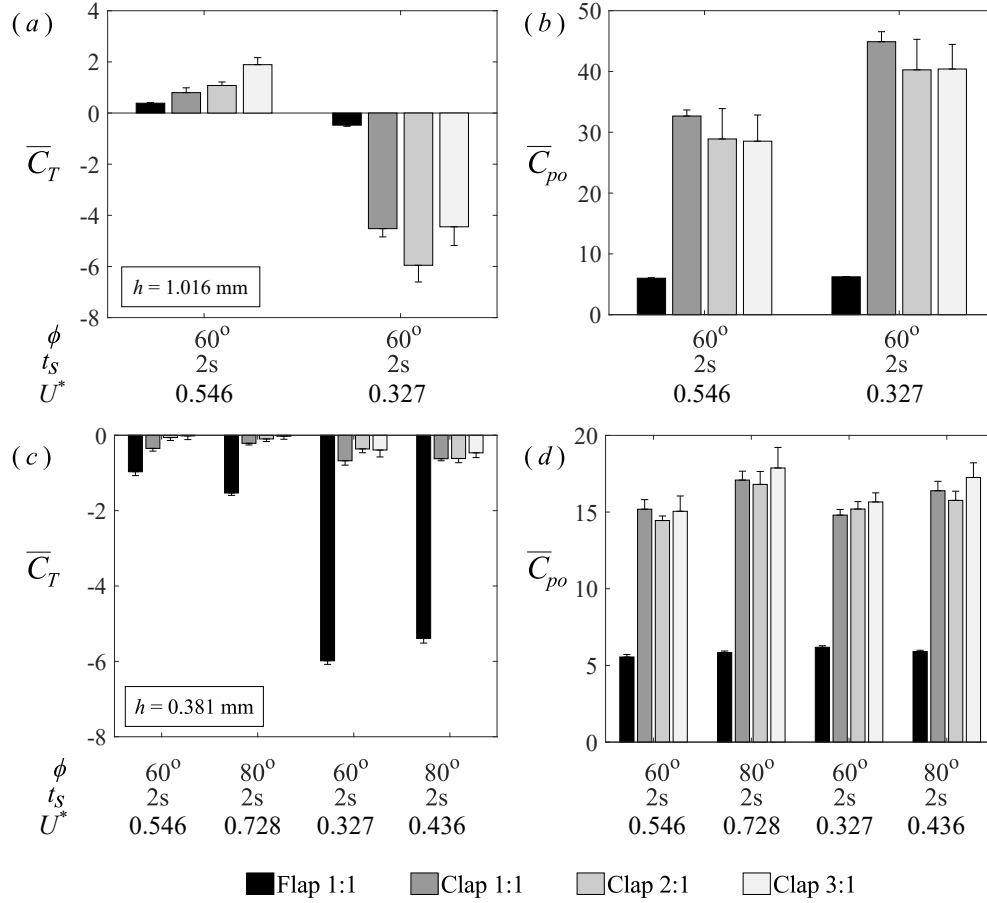 (a)
4
2
0
-2
-4
-6
-8
C̅_T
h = 1.016 mm
ϕ 60° 60°
t_S 2s 2s
U* 0.546 0.327
(b)
50
40
30
20
10
0
C̅_po
60° 60°
2s 2s
0.546 0.327
(c)
0
-2
-4
-6
-8
C̅_T
h = 0.381 mm
ϕ 60° 80° 60° 80°
t_S 2s 2s 2s 2s
U* 0.546 0.728 0.327 0.436
(d)
20
15
10
5
0
C̅_po
60° 80° 60° 80°
2s 2s 2s 2s
0.546 0.728 0.327 0.436
Flap 1:1 Clap 1:1 Clap 2:1 Clap 3:1